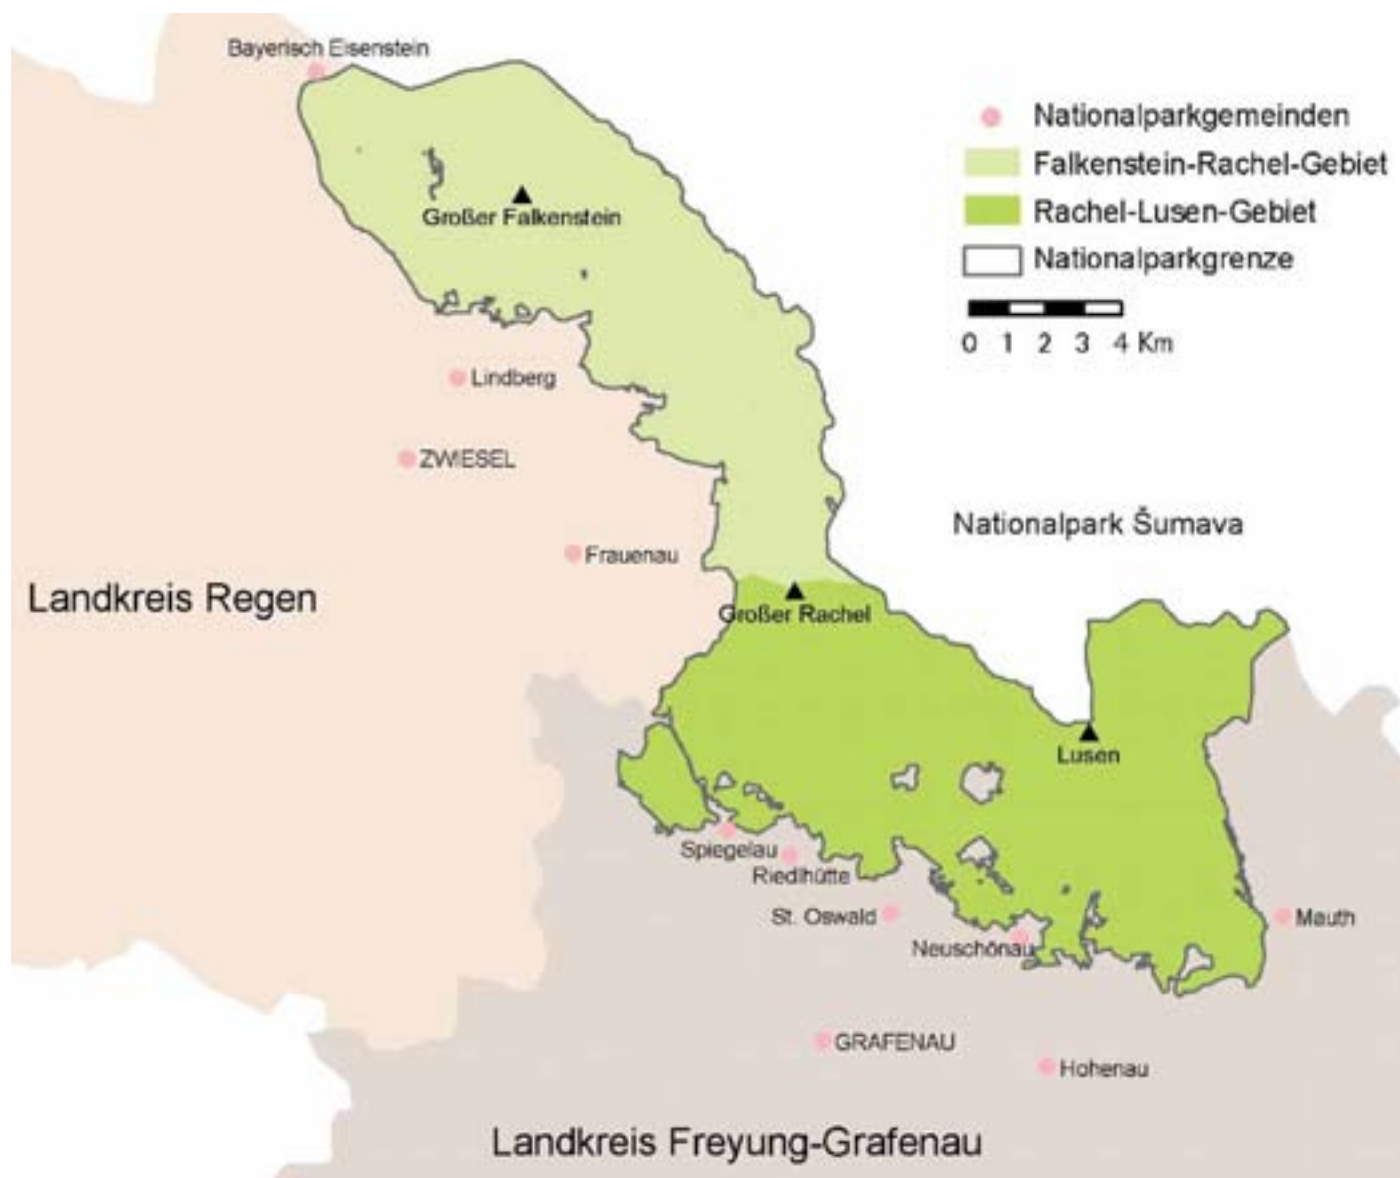 Bayerisch Eisenstein
Nationalparkgemeinden
Falkenstein-Rachel-Gebiet
Rachel-Lusen-Gebiet
Nationalparkgrenze
0 1 2 3 4 Km
Großer Falkenstein
Lindberg
ZWIESEL
Nationalpark Šumava
Frauenau
Landkreis Regen
Großer Rachel
Lusen
Spiegelau
Riedlhütte
St. Oswald
Mauth
Neuschönau
GRAFENAU
Hohenau
Landkreis Freyung-Grafenau